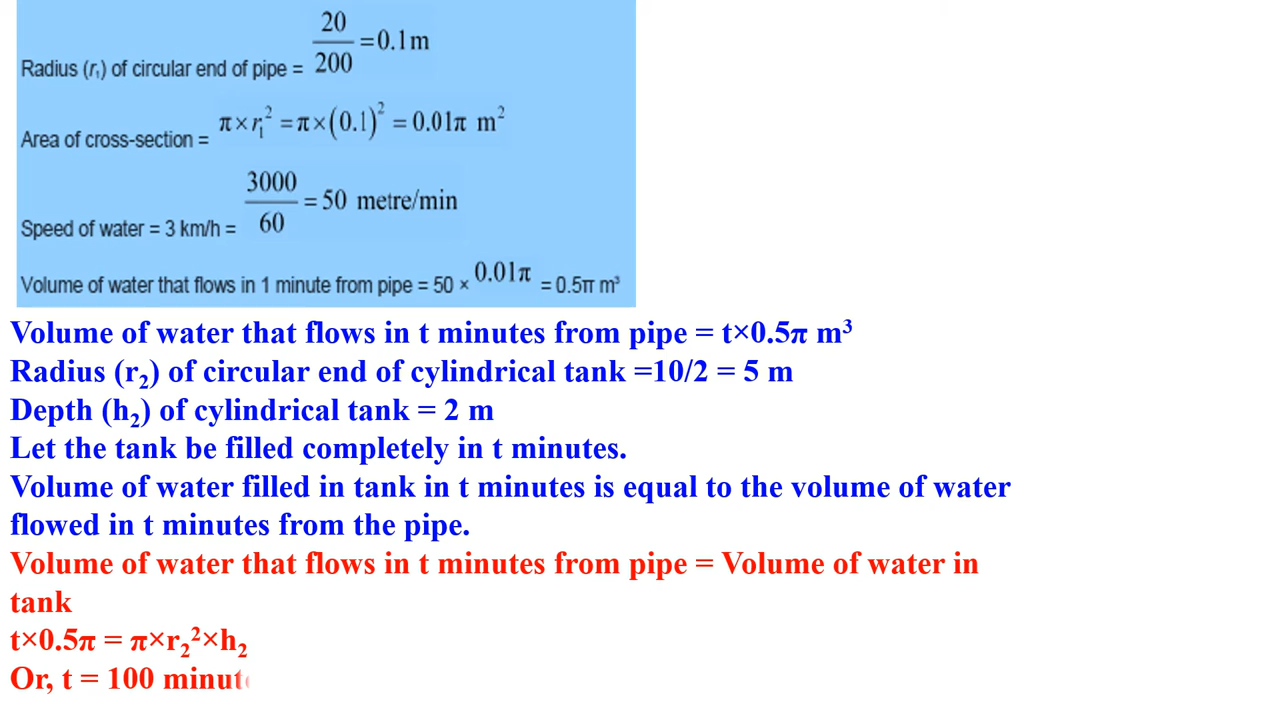 Radius (r₁) of circular end of pipe = 20/200 = 0.1 m
Area of cross-section = π × r₁² = π × (0.1)² = 0.01π m²
Speed of water = 3 km/h = 3000/60 = 50 metre/min
Volume of water that flows in 1 minute from pipe = 50 × 0.01π = 0.5π m³
Volume of water that flows in t minutes from pipe = t×0.5π m³
Radius (r₂) of circular end of cylindrical tank =10/2 = 5 m
Depth (h₂) of cylindrical tank = 2 m
Let the tank be filled completely in t minutes.
Volume of water filled in tank in t minutes is equal to the volume of water
flowed in t minutes from the pipe.
Volume of water that flows in t minutes from pipe = Volume of water in
tank
t×0.5π = π×r₂²×h₂
Or, t = 100 minut